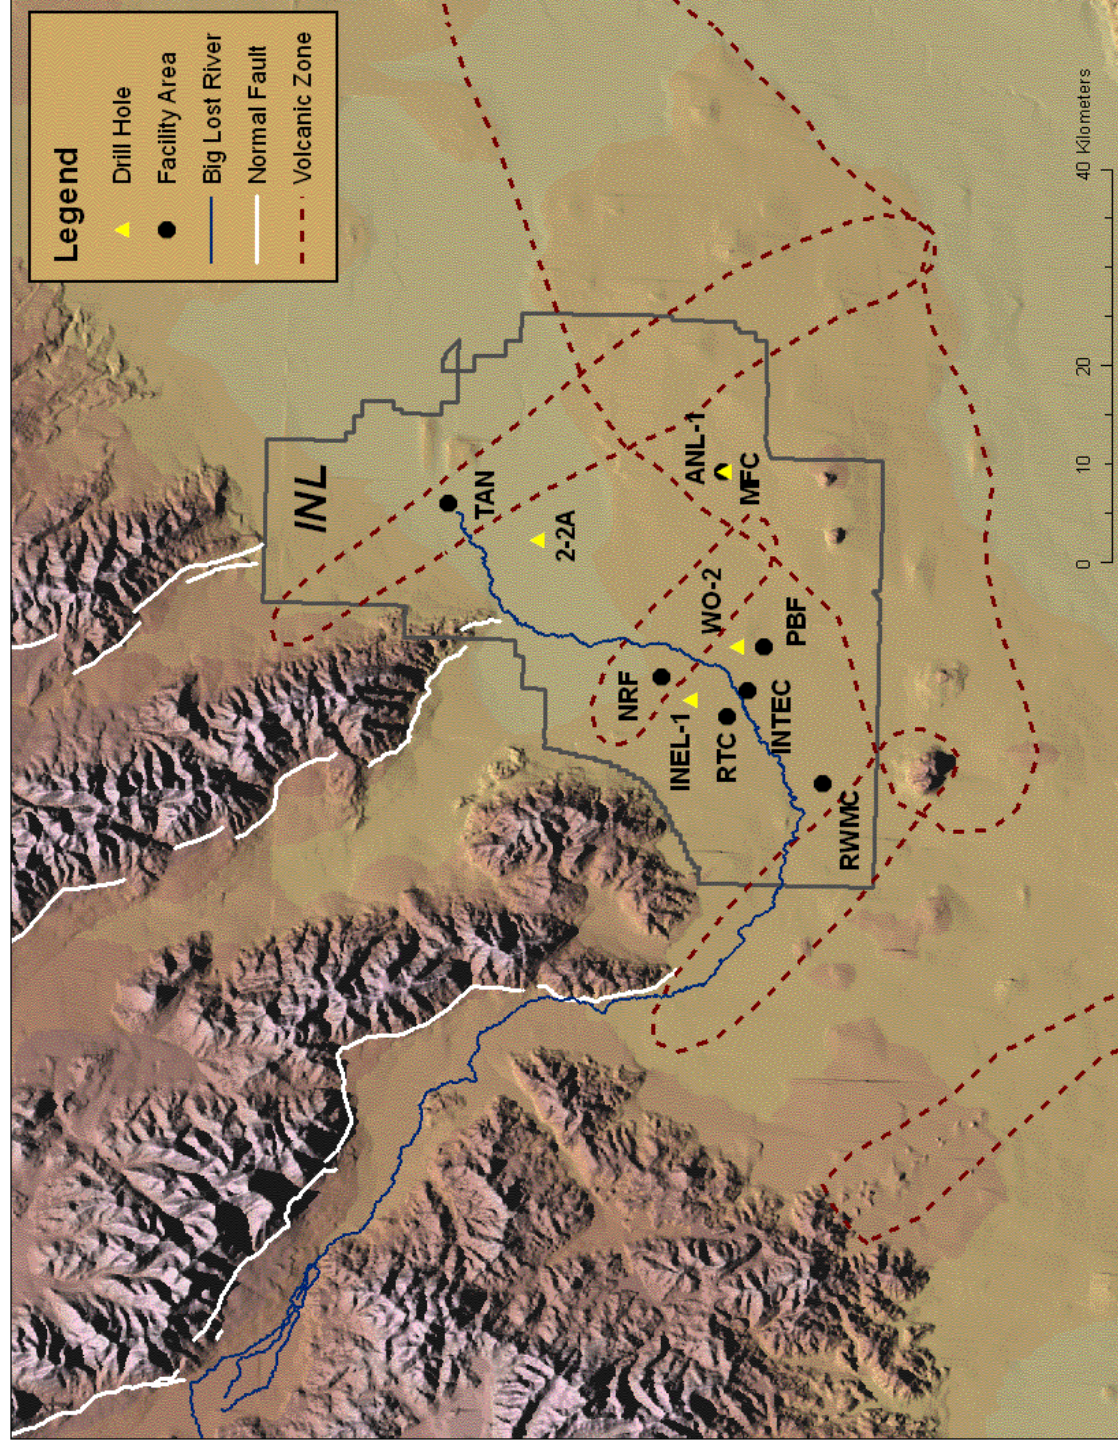 Legend
Drill Hole
Facility Area
Big Lost River
Normal Fault
Volcanic Zone
INL
TAN
2-2A
ANL-1
MFC
WO-2
PBF
NRF
INEL-1
RTC
INTEC
RWMC
0 10 20 40 Kilometers